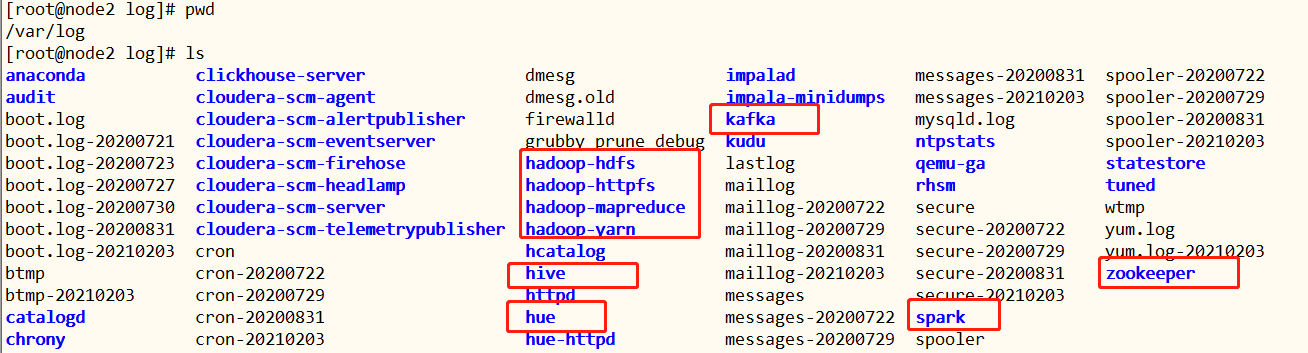 [root@node2 log]# pwd
/var/log
[root@node2 log]# ls
anaconda clickhouse-server dmesg impalad messages-20200831 spooler-20200722
audit cloudera-scm-agent dmesg.old impala-minidumps messages-20210203 spooler-20200729
boot.log cloudera-scm-alertpublisher firewalld kafka mysqld.log spooler-20200831
boot.log-20200721 cloudera-scm-eventserver grubby_prune_debug kudu ntpstats spooler-20210203
boot.log-20200723 cloudera-scm-firehose hadoop-hdfs lastlog qemu-ga statestore
boot.log-20200727 cloudera-scm-headlamp hadoop-httpfs maillog rhsm tuned
boot.log-20200730 cloudera-scm-server hadoop-mapreduce maillog-20200722 secure wtmp
boot.log-20200831 cloudera-scm-telemetrypublisher hadoop-yarn maillog-20200729 secure-20200722 yum.log
boot.log-20210203 cron hcatalog maillog-20200831 secure-20200729 yum.log-20210203
btmp cron-20200722 hive maillog-20210203 secure-20200831 zookeeper
btmp-20210203 cron-20200729 httpd messages secure-20210203
catalogd cron-20200831 hue messages-20200722 spark
chrony cron-20210203 hue-httpd messages-20200729 spooler